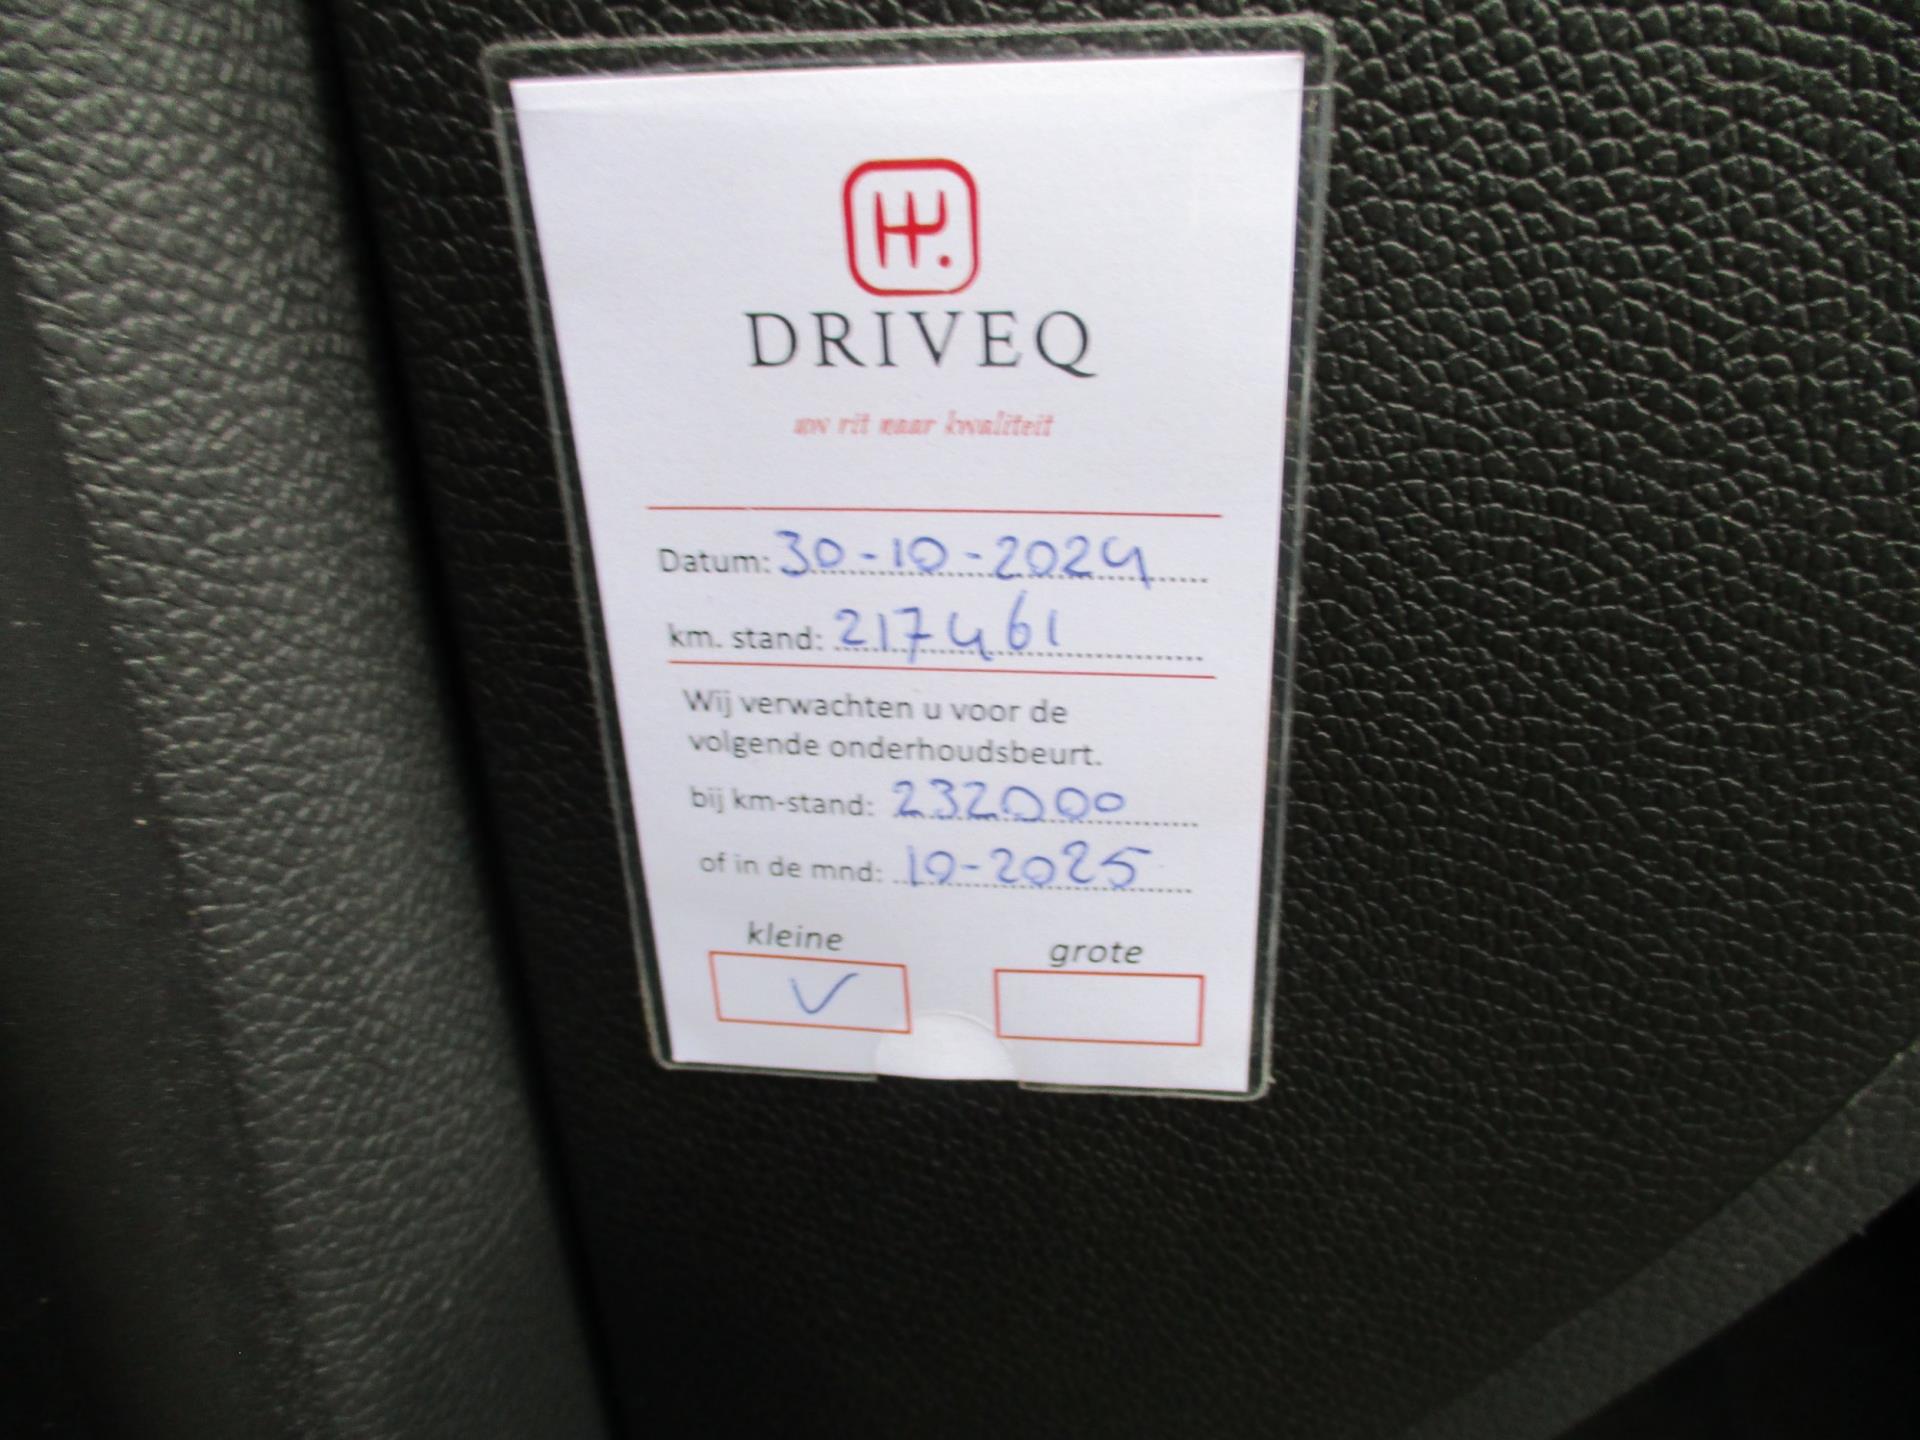 DRIVEQ
uw rit naar kwaliteit
Datum: 30-10-2024
km. stand: 217461
Wij verwachten u voor de
volgende onderhoudsbeurt.
bij km-stand: 232000
of in de mnd: 10-2025
kleine grote